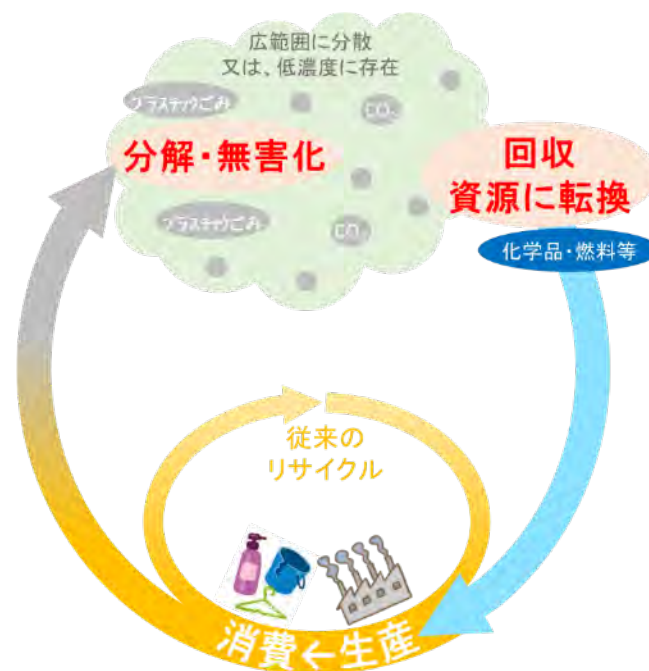 広範囲に分散
又は、低濃度に存在
プラスチックごみ
CO₂
分解・無害化
回収
資源に転換
プラスチックごみ
CO₂
化学品・燃料等
従来の
リサイクル
消費←生産